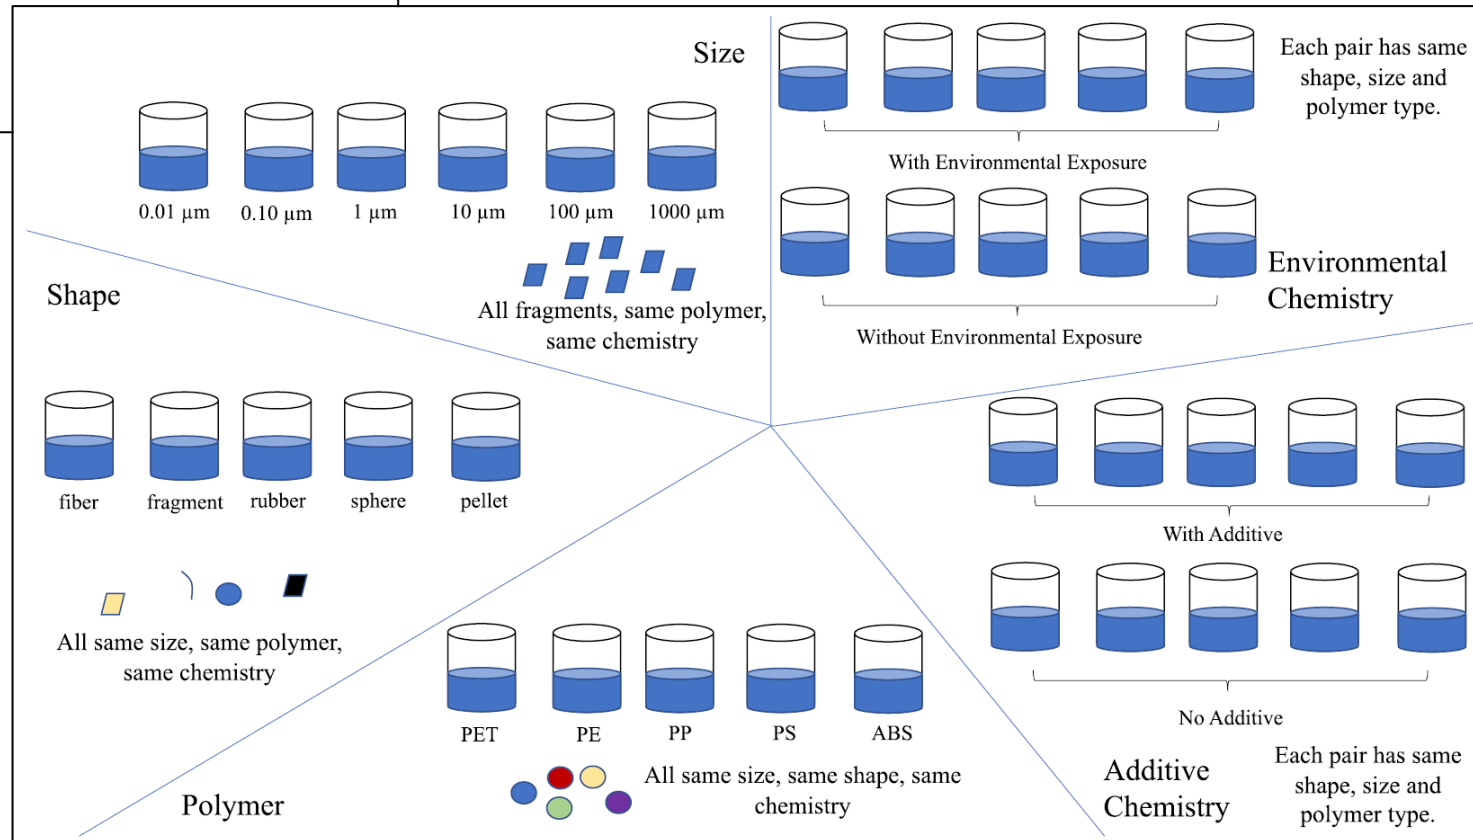 Size
0.01 µm
0.10 µm
1 µm
10 µm
100 µm
1000 µm
All fragments, same polymer,
same chemistry
Each pair has same
shape, size and
polymer type.
With Environmental Exposure
Without Environmental Exposure
Environmental
Chemistry
Shape
fiber
fragment
rubber
sphere
pellet
All same size, same polymer,
same chemistry
With Additive
No Additive
Additive
Chemistry
Each pair has same
shape, size and
polymer type.
PET
PE
PP
PS
ABS
All same size, same shape, same
chemistry
Polymer